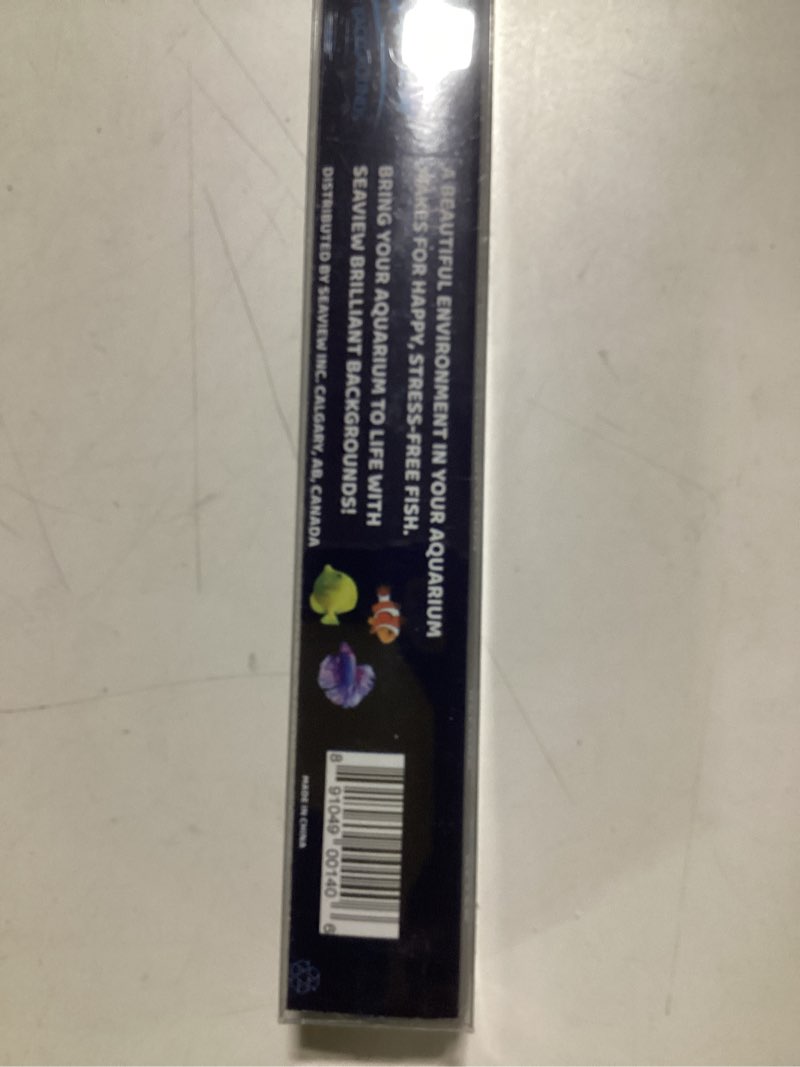 A BEAUTIFUL ENVIRONMENT IN YOUR AQUARIUM
MAKES FOR HAPPY, STRESS-FREE FISH.
BRING YOUR AQUARIUM TO LIFE WITH
SEAVIEW BRILLIANT BACKGROUNDS!
DISTRIBUTED BY SEAVIEW INC. CALGARY, AB, CANADA
8 91049 00140 6
MADE IN CHINA